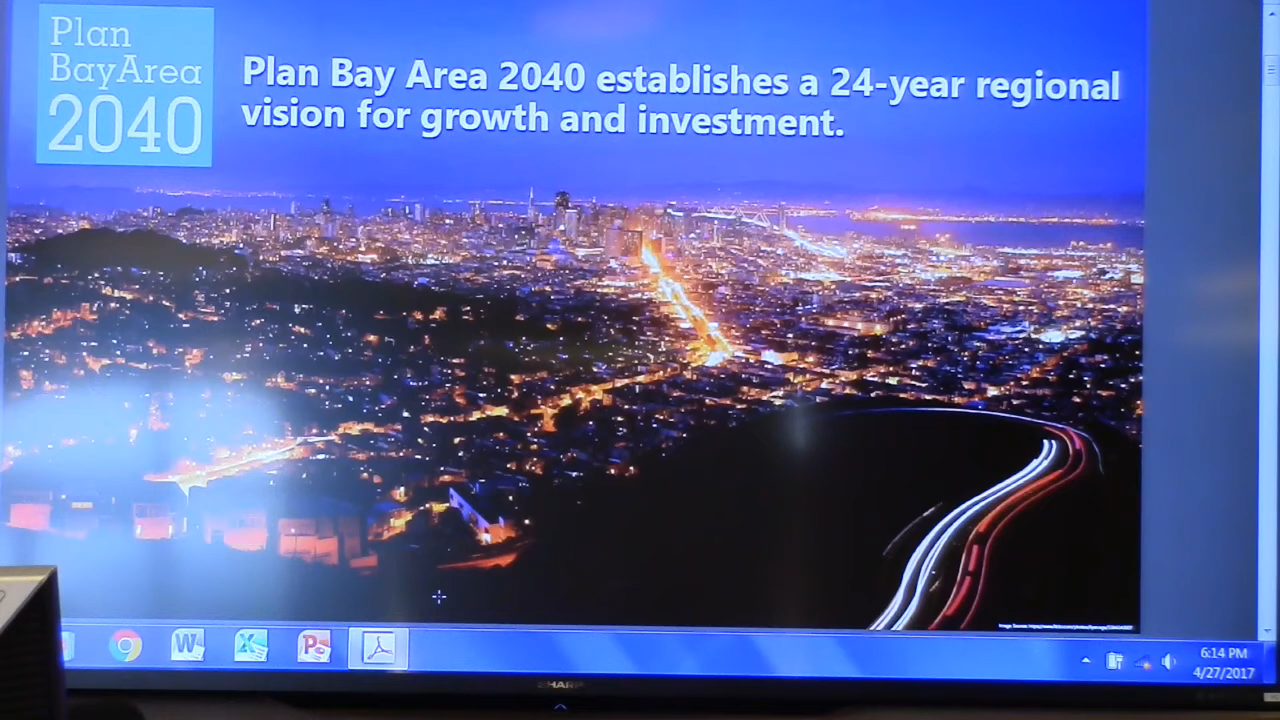 Plan
BayArea
2040
Plan Bay Area 2040 establishes a 24-year regional
vision for growth and investment.
6:14 PM
4/27/2017
SHARP